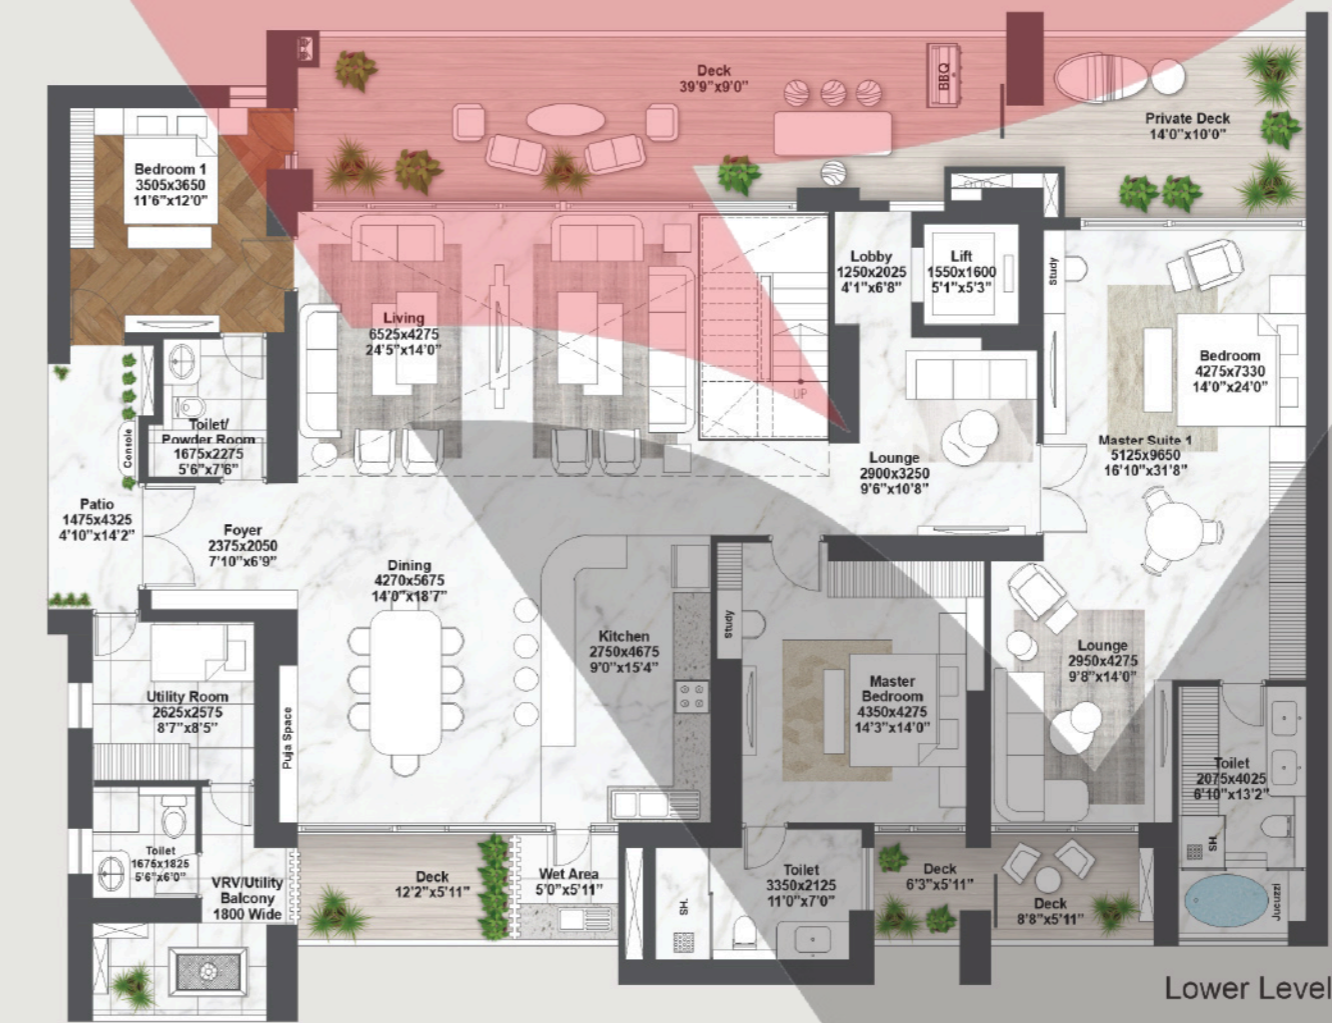 Deck
39'9"x9'0"
BBQ
Private Deck
14'0"x10'0"
Bedroom 1
3505x3650
11'6"x12'0"
Living
6525x4275
24'5"x14'0"
UP
Lobby
1250x2025
4'1"x6'8"
Lift
1550x1600
5'1"x5'3"
Study
Bedroom
4275x7330
14'0"x24'0"
Master Suite 1
5125x9650
16'10"x31'8"
Console
Toilet/
Powder Room
1675x2275
5'6"x7'6"
Lounge
2900x3250
9'6"x10'8"
Patio
1475x4325
4'10"x14'2"
Foyer
2375x2050
7'10"x6'9"
Dining
4270x5675
14'0"x18'7"
Kitchen
2750x4675
9'0"x15'4"
Study
Master
Bedroom
4350x4275
14'3"x14'0"
Lounge
2950x4275
9'8"x14'0"
Utility Room
2625x2575
8'7"x8'5"
Puja Space
Toilet
2075x4025
6'10"x13'2"
SH.
Jucuzzi
Toilet
1675x1825
5'6"x6'0"
VRV/Utility
Balcony
1800 Wide
Deck
12'2"x5'11"
Wet Area
5'0"x5'11"
SH.
Toilet
3350x2125
11'0"x7'0"
Deck
6'3"x5'11"
Deck
8'8"x5'11"
Lower Level